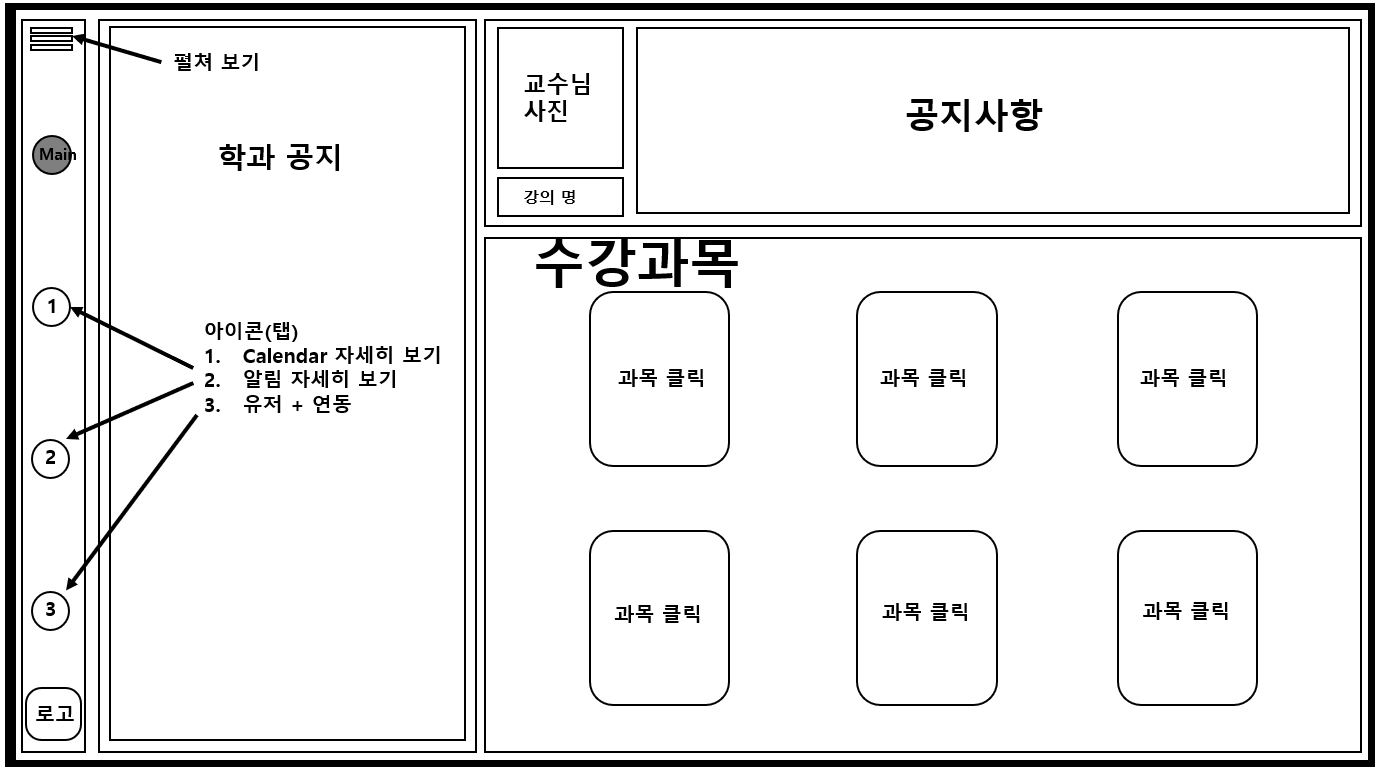 펼쳐 보기
Main
학과 공지
1
2
3
로고
아이콘(탭)
1. Calendar 자세히 보기
2. 알림 자세히 보기
3. 유저 + 연동
교수님
사진
강의 명
공지사항
수강과목
과목 클릭
과목 클릭
과목 클릭
과목 클릭
과목 클릭
과목 클릭